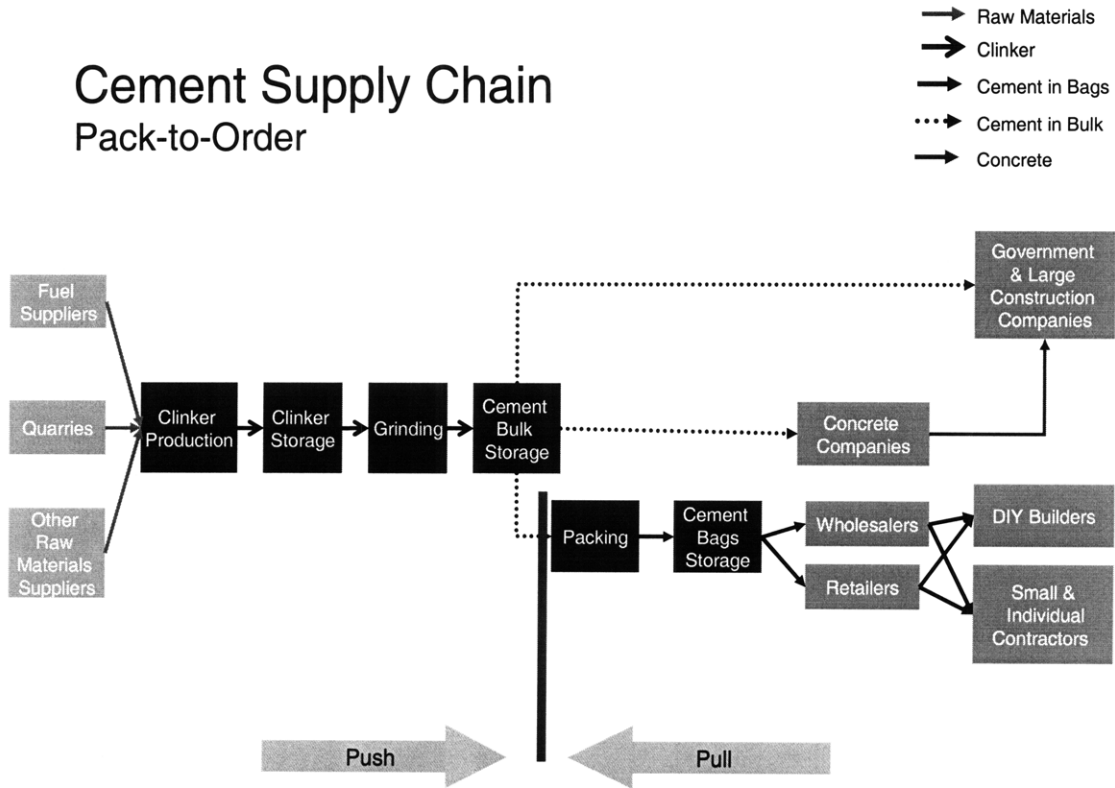 Raw Materials
Clinker
Cement in Bags
Cement in Bulk
Concrete
Cement Supply Chain
Pack-to-Order
Fuel
Suppliers
Quarries
Other
Raw
Materials
Suppliers
Clinker
Production
Clinker
Storage
Grinding
Cement
Bulk
Storage
Government
& Large
Construction
Companies
Concrete
Companies
Packing
Cement
Bags
Storage
Wholesalers
Retailers
DIY Builders
Small &
Individual
Contractors
Push
Pull